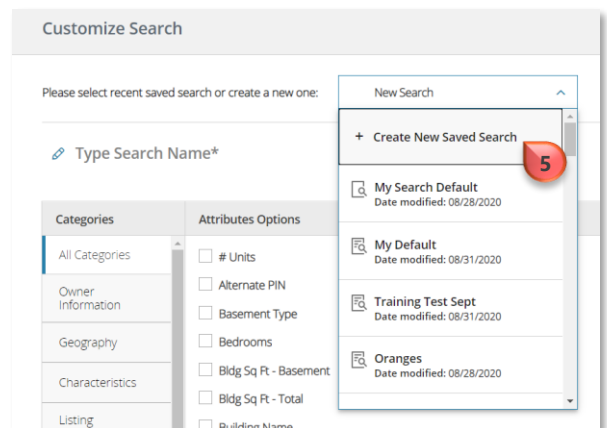 Customize Search
Please select recent saved search or create a new one:
New Search
+ Create New Saved Search
5
Type Search Name*
My Search Default
Date modified: 08/28/2020
My Default
Date modified: 08/31/2020
Training Test Sept
Date modified: 08/31/2020
Oranges
Date modified: 08/28/2020
Categories
All Categories
Owner
Information
Geography
Characteristics
Listing
Attributes Options
# Units
Alternate PIN
Basement Type
Bedrooms
Bldg Sq Ft - Basement
Bldg Sq Ft - Total
Building Name